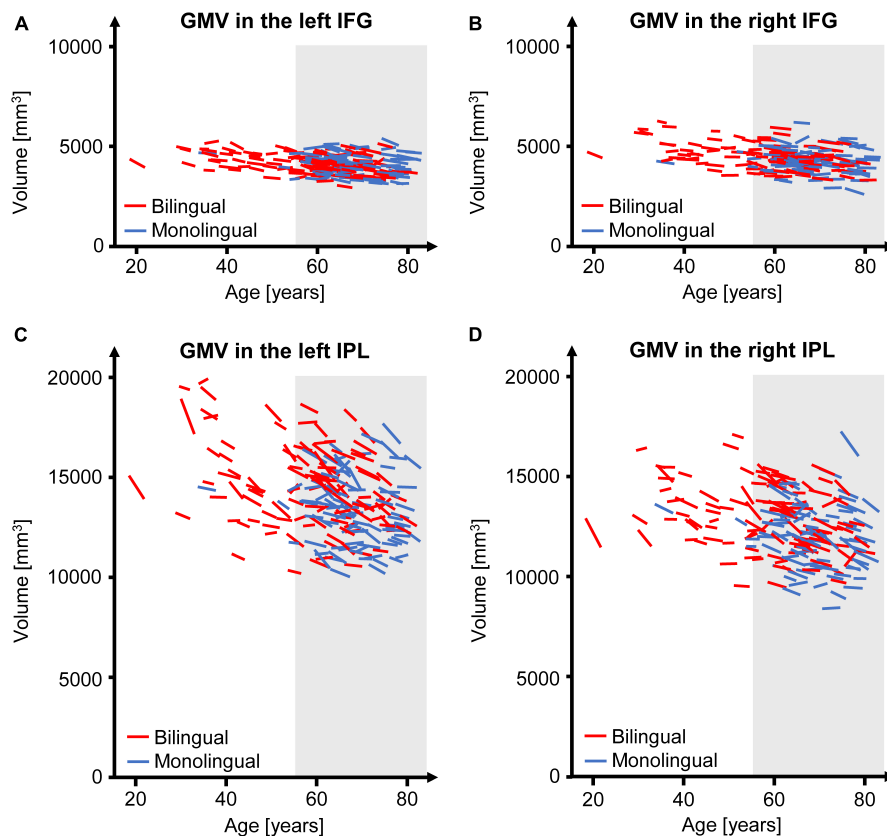 A
GMV in the left IFG
10000
5000
0
Volume [mm³]
Bilingual
Monolingual
20
40
60
80
Age [years]
B
GMV in the right IFG
10000
5000
0
Volume [mm³]
Bilingual
Monolingual
20
40
60
80
Age [years]
C
GMV in the left IPL
20000
15000
10000
5000
0
Volume [mm³]
Bilingual
Monolingual
20
40
60
80
Age [years]
D
GMV in the right IPL
20000
15000
10000
5000
0
Volume [mm³]
Bilingual
Monolingual
20
40
60
80
Age [years]